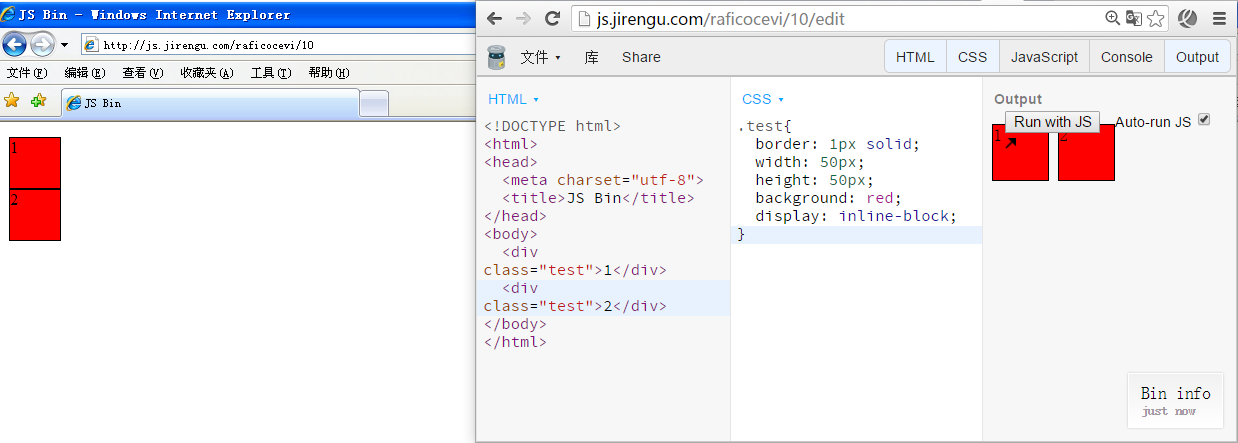 JS Bin - Windows Internet Explorer
http://js.jirengu.com/raficocevi/10
文件(F) 编辑(E) 查看(V) 收藏夹(A) 工具(T) 帮助(H)
JS Bin
1
2
js.jirengu.com/raficocevi/10/edit
文件 库 Share HTML CSS JavaScript Console Output
HTML
<!DOCTYPE html>
<html>
<head>
  <meta charset="utf-8">
  <title>JS Bin</title>
</head>
<body>
  <div
class="test">1</div>
  <div
class="test">2</div>
</body>
</html>
CSS
.test{
  border: 1px solid;
  width: 50px;
  height: 50px;
  background: red;
  display: inline-block;
}
Output
Run with JS Auto-run JS
1 2
Bin info
just now